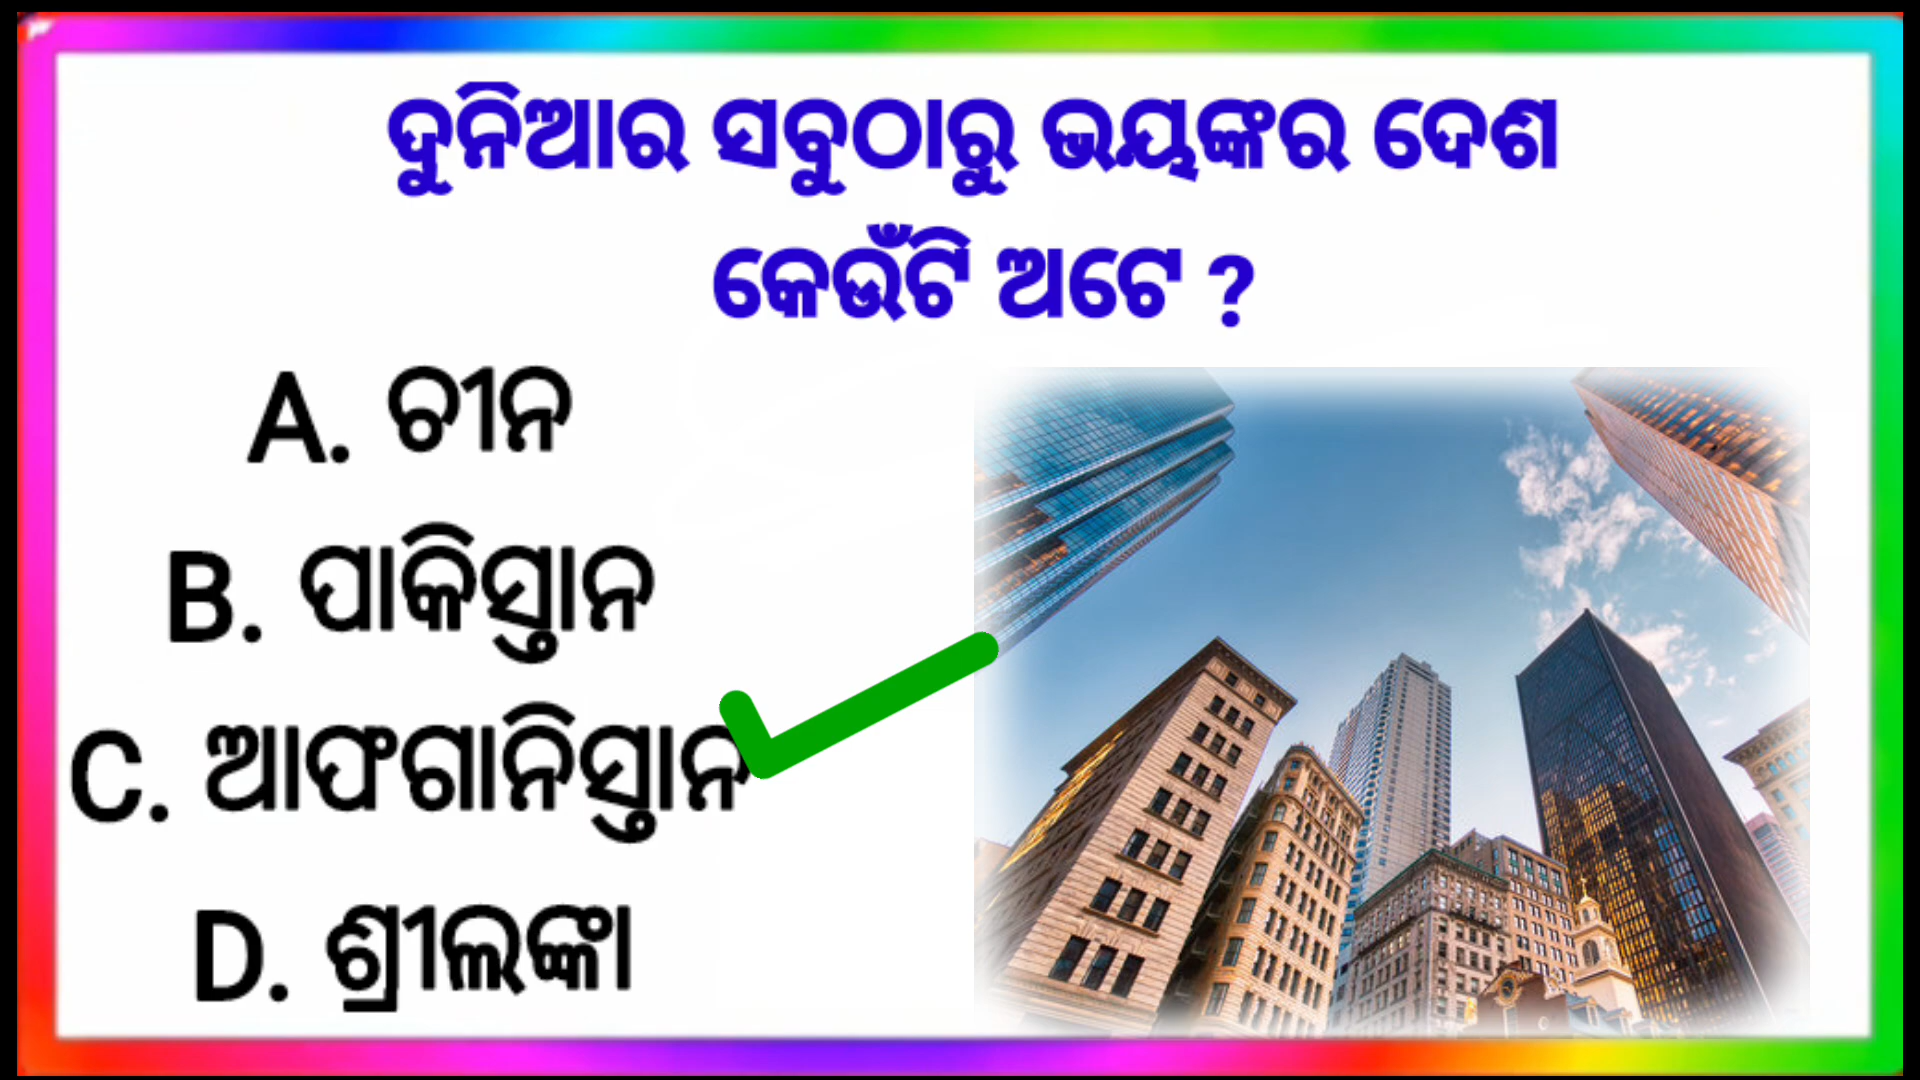 ଦୁନିଆର ସବୁଠାରୁ ଭୟଙ୍କର ଦେଶ
କେଉଁଟି ଅଟେ ?
A. ଚୀନ
B. ପାକିସ୍ତାନ
C. ଆଫଗାନିସ୍ତାନ
D. ଶ୍ରୀଲଙ୍କା